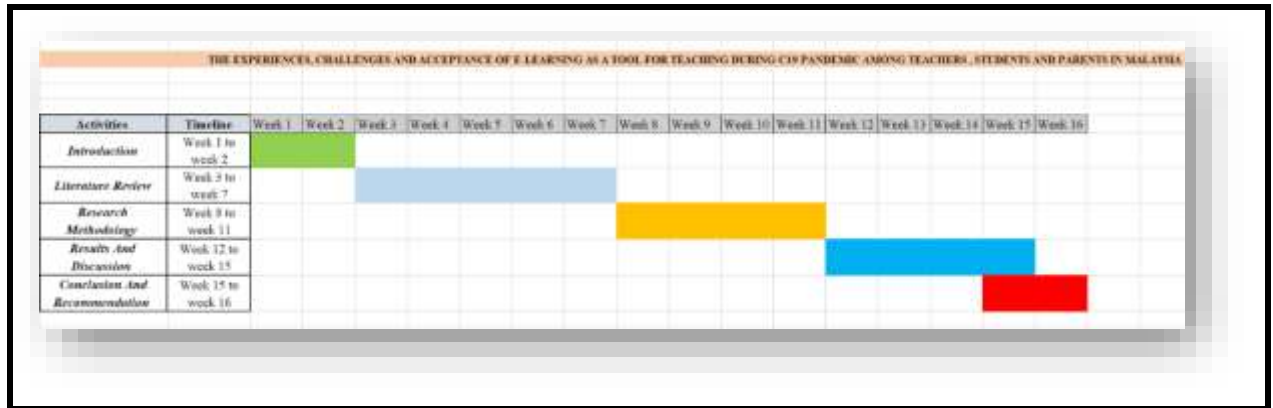 THE EXPERIENCES, CHALLENGES AND ACCEPTANCE OF E LEARNING AS A TOOL FOR TEACHING DURING C19 PANDEMIC AMONG TEACHERS , STUDENTS AND PARENTS IN MALAYSIA
Activities Timeline Week 1 Week 2 Week 3 Week 4 Week 5 Week 6 Week 7 Week 8 Week 9 Week 10 Week 11 Week 12 Week 13 Week 14 Week 15 Week 16
Introduction
Week 1 to
week 2
Literature Review
Week 3 to
week 7
Research
Methodology
Week 8 to
week 11
Results And
Discussion
Week 12 to
week 15
Conclusion And
Recommendation
Week 15 to
week 16